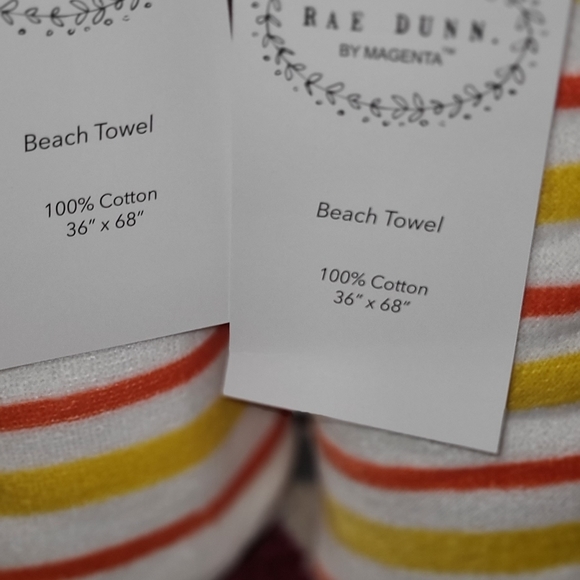 Beach Towel
100% Cotton
36" x 68"
RAE DUNN.
BY MAGENTA™
Beach Towel
100% Cotton
36" x 68"